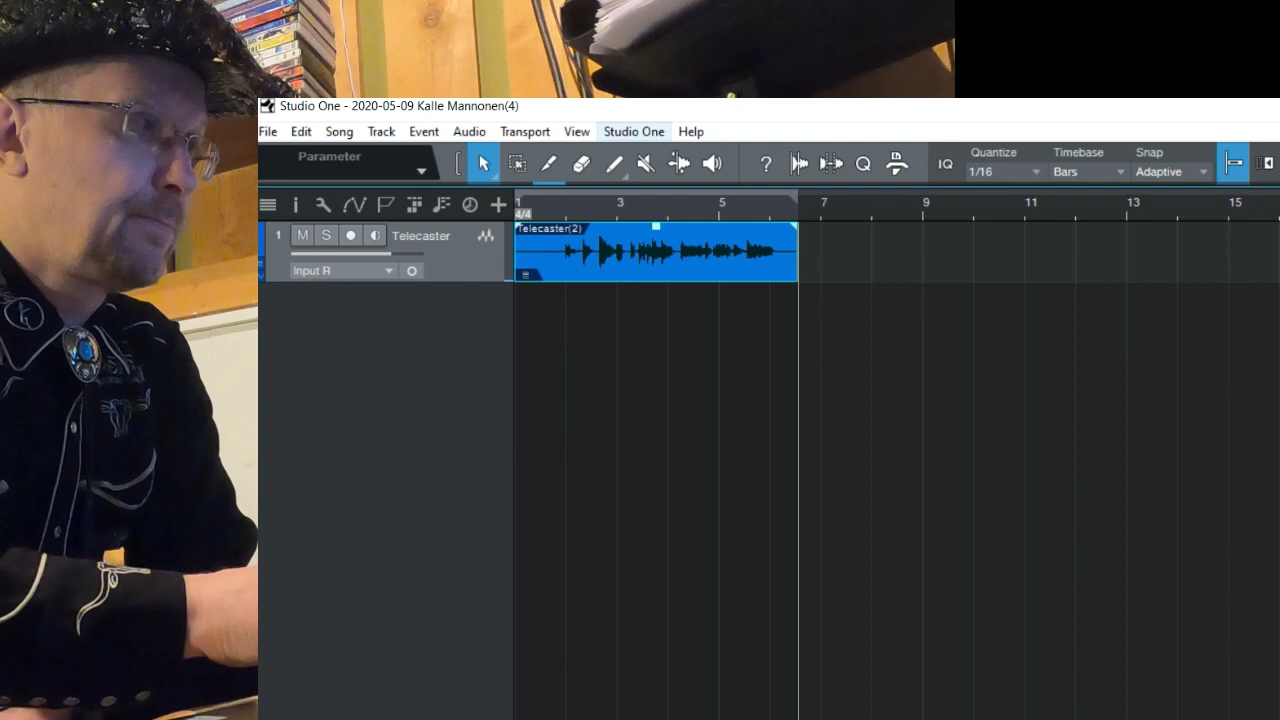 Studio One - 2020-05-09 Kalle Mannonen(4)
File Edit Song Track Event Audio Transport View Studio One Help
Parameter
? IQ
Quantize Timebase Snap
1/16 Bars Adaptive
1 3 5 7 9 11 13 15
4/4
1 M S Telecaster
Telecaster(2)
Input R